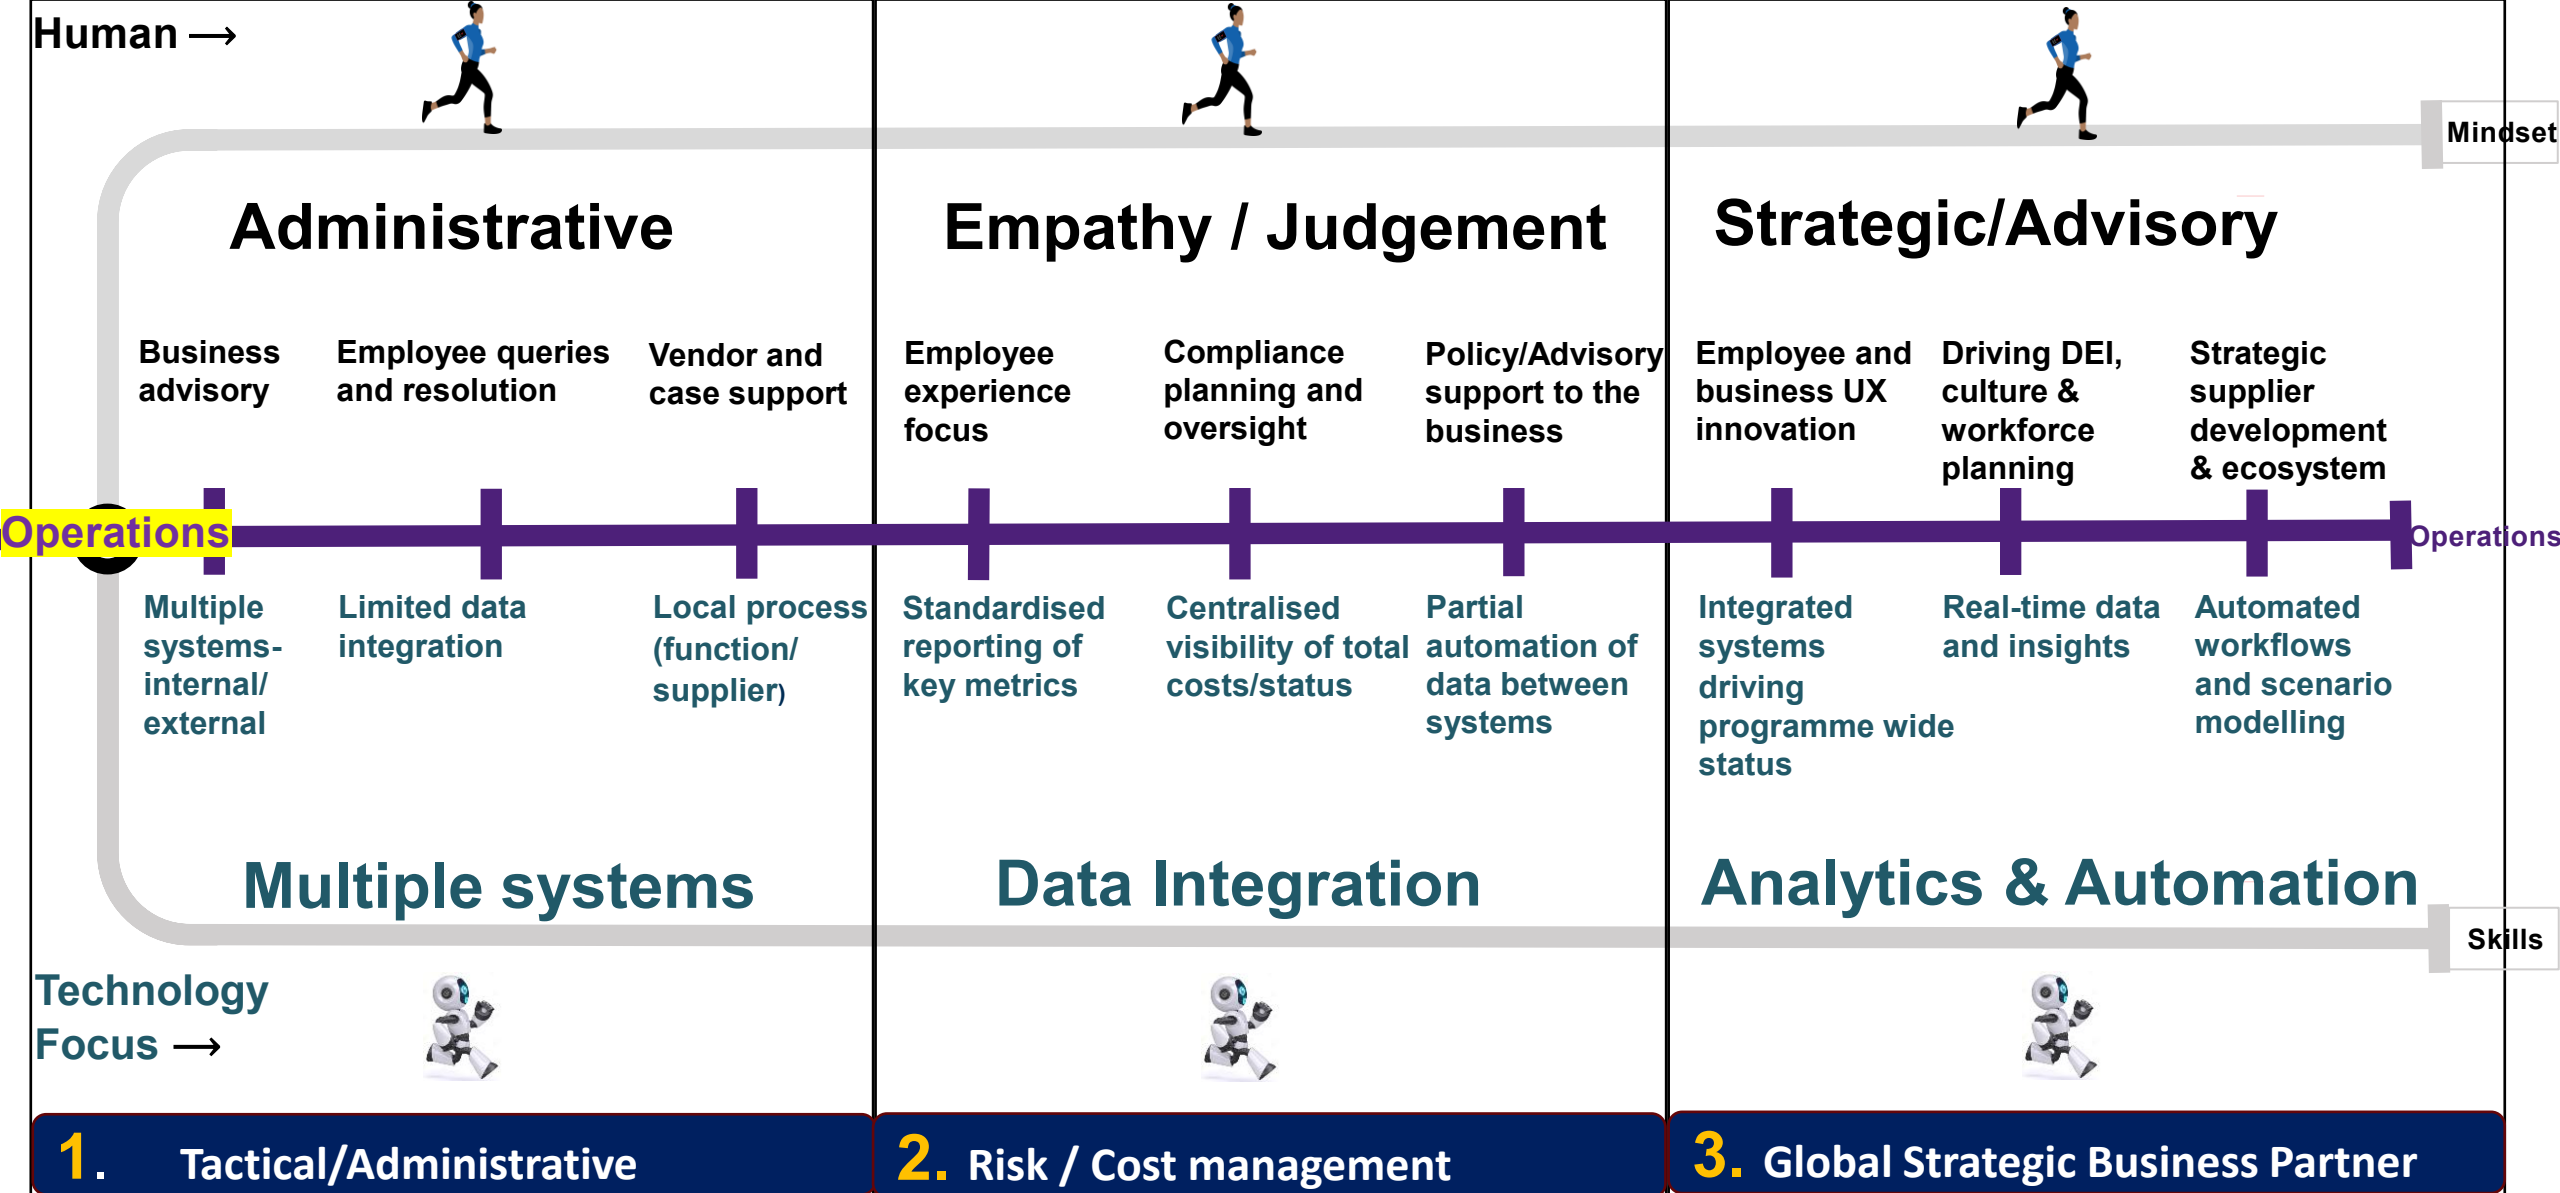 Human →
Mindset
Administrative
Empathy / Judgement
Strategic/Advisory
Business
advisory
Employee queries
and resolution
Vendor and
case support
Employee
experience
focus
Compliance
planning and
oversight
Policy/Advisory
support to the
business
Employee and
business UX
innovation
Driving DEI,
culture &
workforce
planning
Strategic
supplier
development
& ecosystem
Operations
Operations
Multiple
systems-
internal/
external
Limited data
integration
Local process
(function/
supplier)
Standardised
reporting of
key metrics
Centralised
visibility of total
costs/status
Partial
automation of
data between
systems
Integrated
systems
driving
programme wide
status
Real-time data
and insights
Automated
workflows
and scenario
modelling
Multiple systems
Data Integration
Analytics & Automation
Skills
Technology
Focus →
1. Tactical/Administrative
2. Risk / Cost management
3. Global Strategic Business Partner